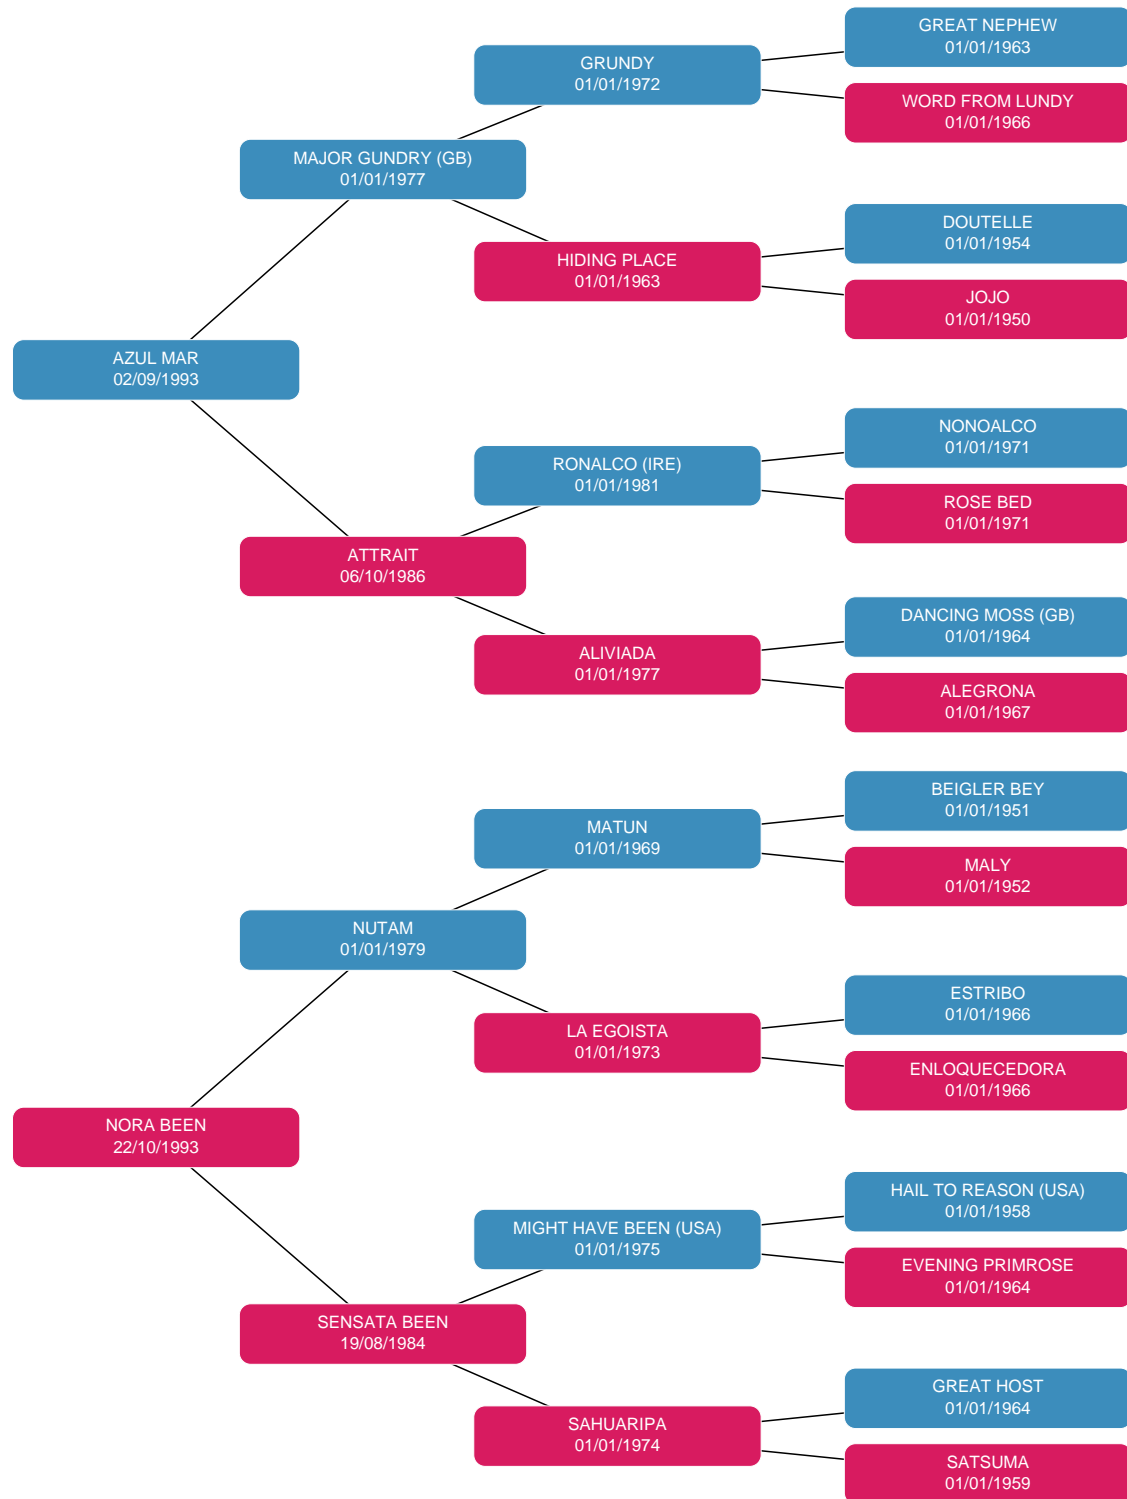 GREAT NEPHEW
01/01/1963
GRUNDY
01/01/1972
WORD FROM LUNDY
01/01/1966
MAJOR GUNDRY (GB)
01/01/1977
DOUTELLE
01/01/1954
HIDING PLACE
01/01/1963
JOJO
01/01/1950
AZUL MAR
02/09/1993
NONOALCO
01/01/1971
RONALCO (IRE)
01/01/1981
ROSE BED
01/01/1971
ATTRAIT
06/10/1986
DANCING MOSS (GB)
01/01/1964
ALIVIADA
01/01/1977
ALEGRONA
01/01/1967
BEIGLER BEY
01/01/1951
MATUN
01/01/1969
MALY
01/01/1952
NUTAM
01/01/1979
ESTRIBO
01/01/1966
LA EGOISTA
01/01/1973
ENLOQUECEDORA
01/01/1966
NORA BEEN
22/10/1993
HAIL TO REASON (USA)
01/01/1958
MIGHT HAVE BEEN (USA)
01/01/1975
EVENING PRIMROSE
01/01/1964
SENSATA BEEN
19/08/1984
GREAT HOST
01/01/1964
SAHUARIPA
01/01/1974
SATSUMA
01/01/1959